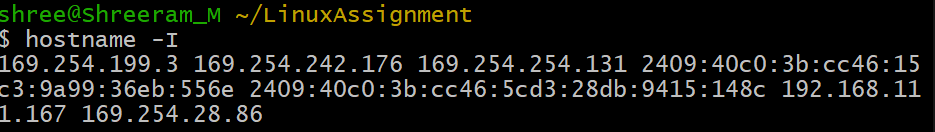 shree@Shreeram_M ~/LinuxAssignment
$ hostname -I
169.254.199.3 169.254.242.176 169.254.254.131 2409:40c0:3b:cc46:15
c3:9a99:36eb:556e 2409:40c0:3b:cc46:5cd3:28db:9415:148c 192.168.11
1.167 169.254.28.86